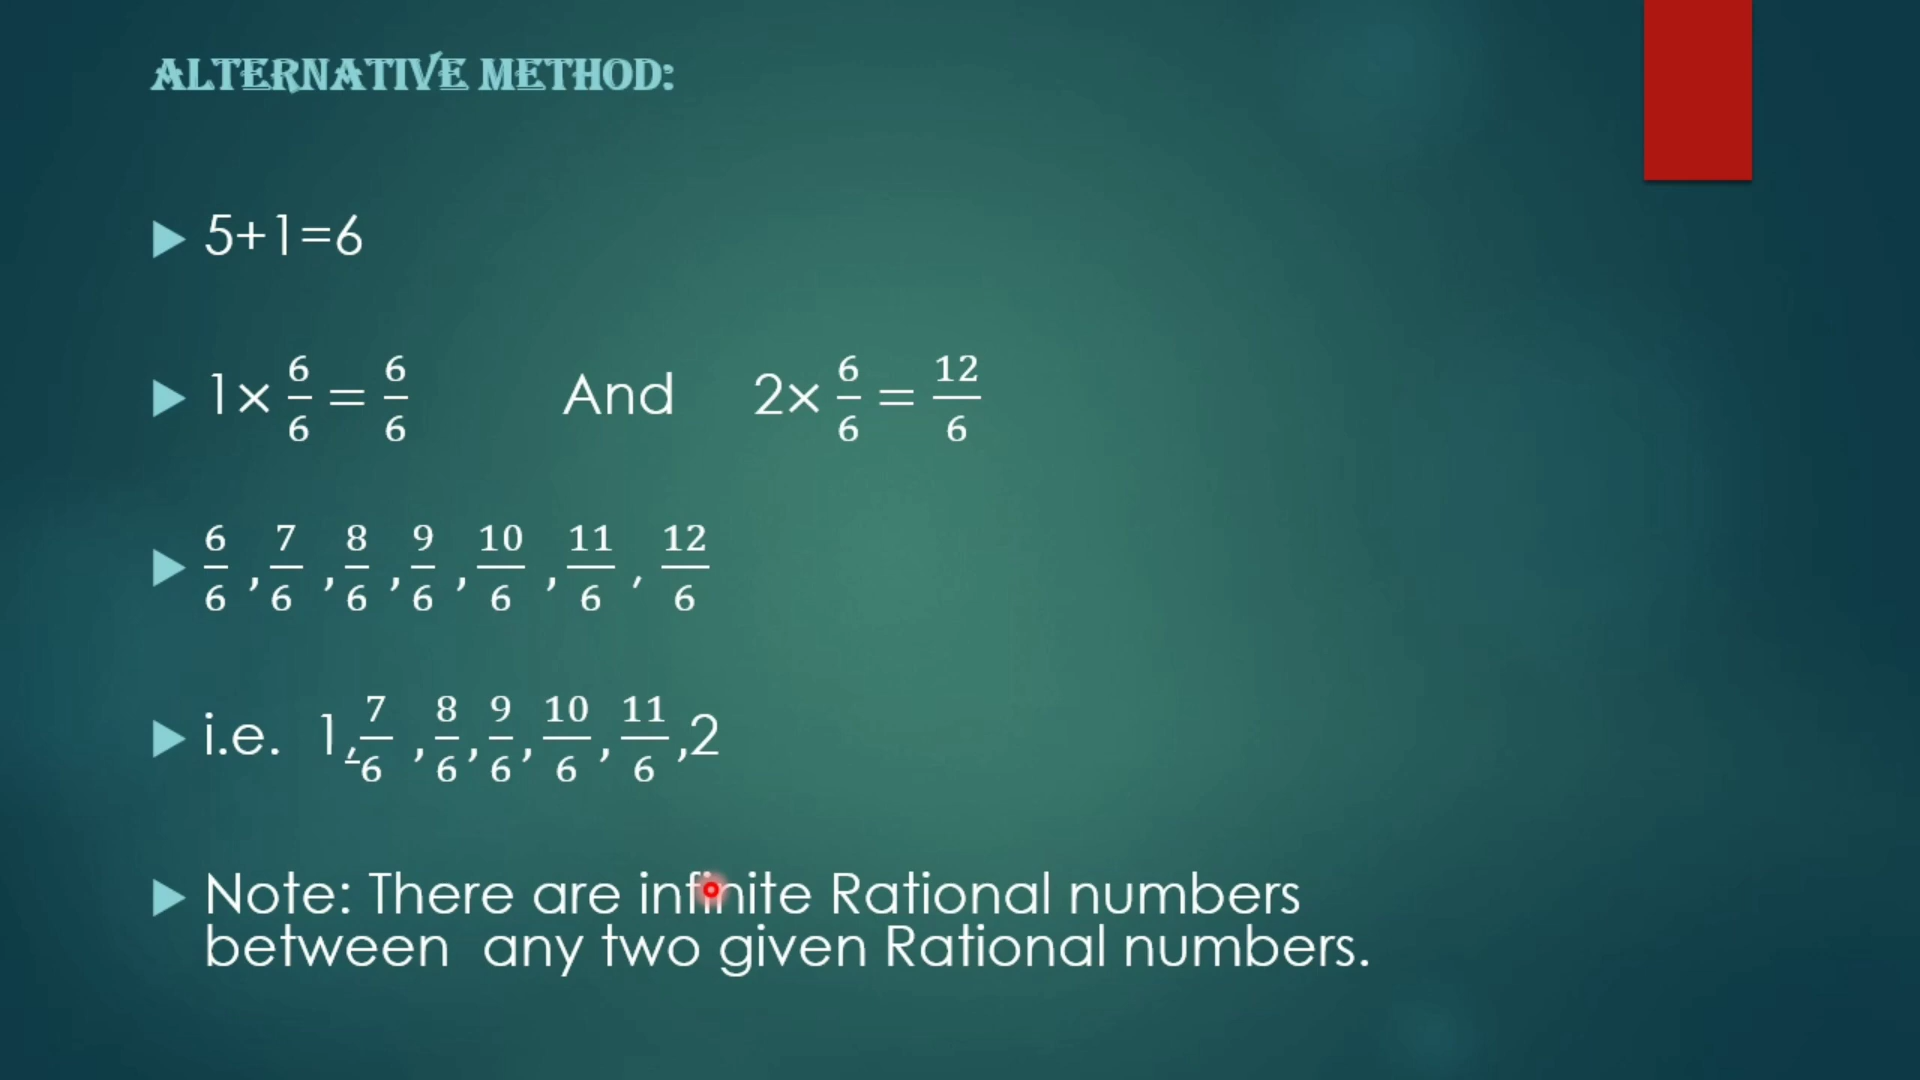 ALTERNATIVE METHOD:
5+1=6
1× 6/6 = 6/6 And 2× 6/6 = 12/6
6/6 , 7/6 , 8/6 , 9/6 , 10/6 , 11/6 , 12/6
i.e. 1, 7/6 , 8/6 , 9/6 , 10/6 , 11/6 ,2
Note: There are infinite Rational numbers
between any two given Rational numbers.